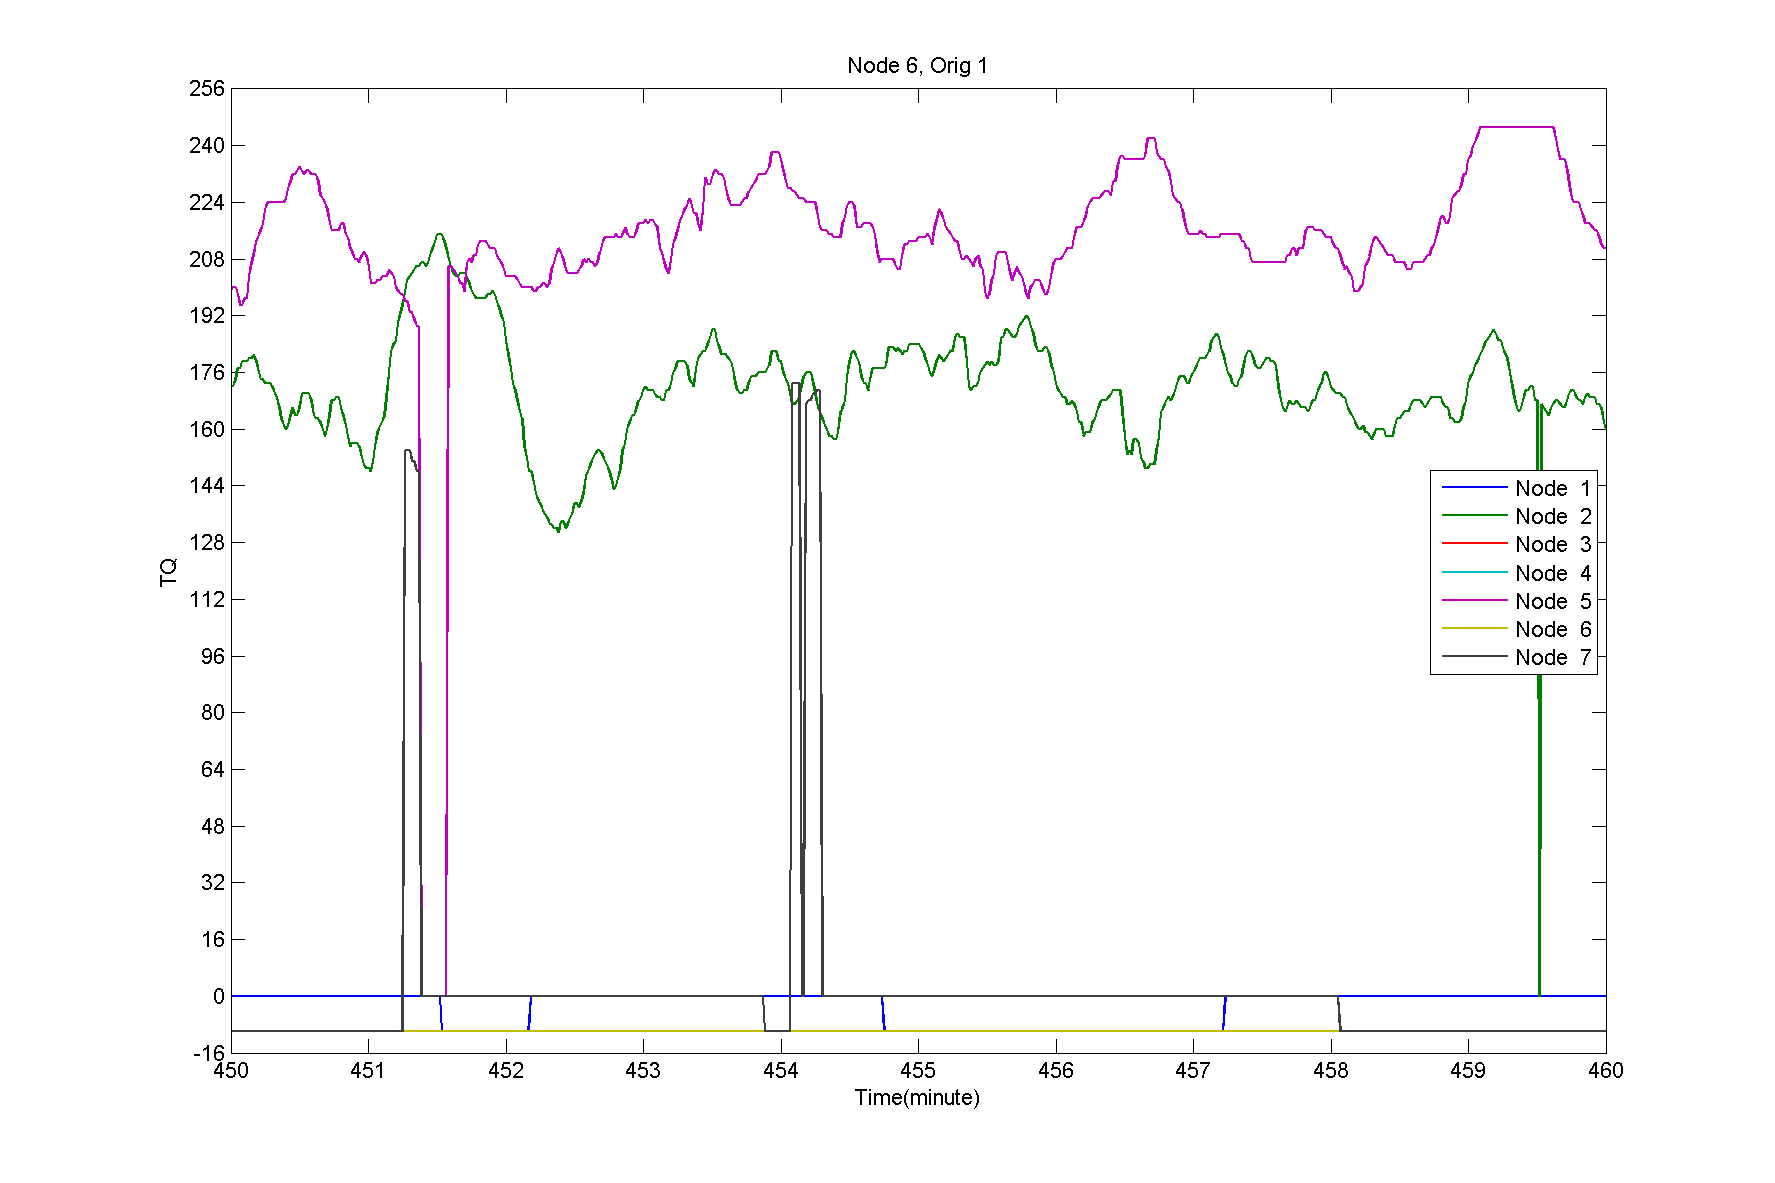 Node 6, Orig 1
256
240
224
208
192
176
160
144
128
112
96
80
64
48
32
16
0
-16
TQ
Node 1
Node 2
Node 3
Node 4
Node 5
Node 6
Node 7
450 451 452 453 454 455 456 457 458 459 460
Time(minute)